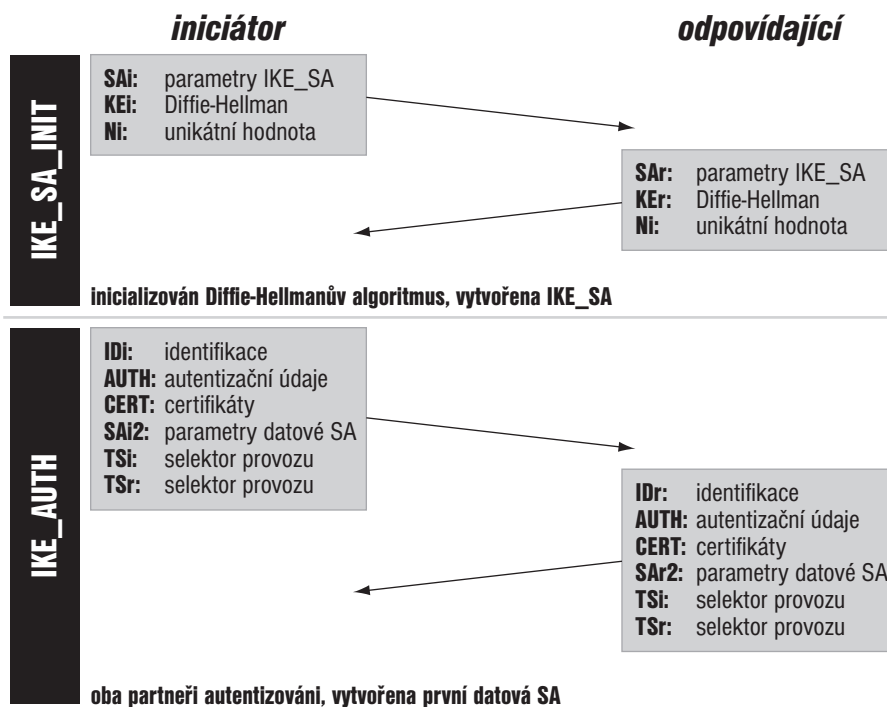 iniciátor
odpovídající
IKE_SA_INIT
SAi: parametry IKE_SA
KEi: Diffie-Hellman
Ni: unikátní hodnota
SAr: parametry IKE_SA
KEr: Diffie-Hellman
Ni: unikátní hodnota
inicializován Diffie-Hellmanův algoritmus, vytvořena IKE_SA
IKE_AUTH
IDi: identifikace
AUTH: autentizační údaje
CERT: certifikáty
SAi2: parametry datové SA
TSi: selektor provozu
TSr: selektor provozu
IDr: identifikace
AUTH: autentizační údaje
CERT: certifikáty
SAr2: parametry datové SA
TSi: selektor provozu
TSr: selektor provozu
oba partneři autentizováni, vytvořena první datová SA